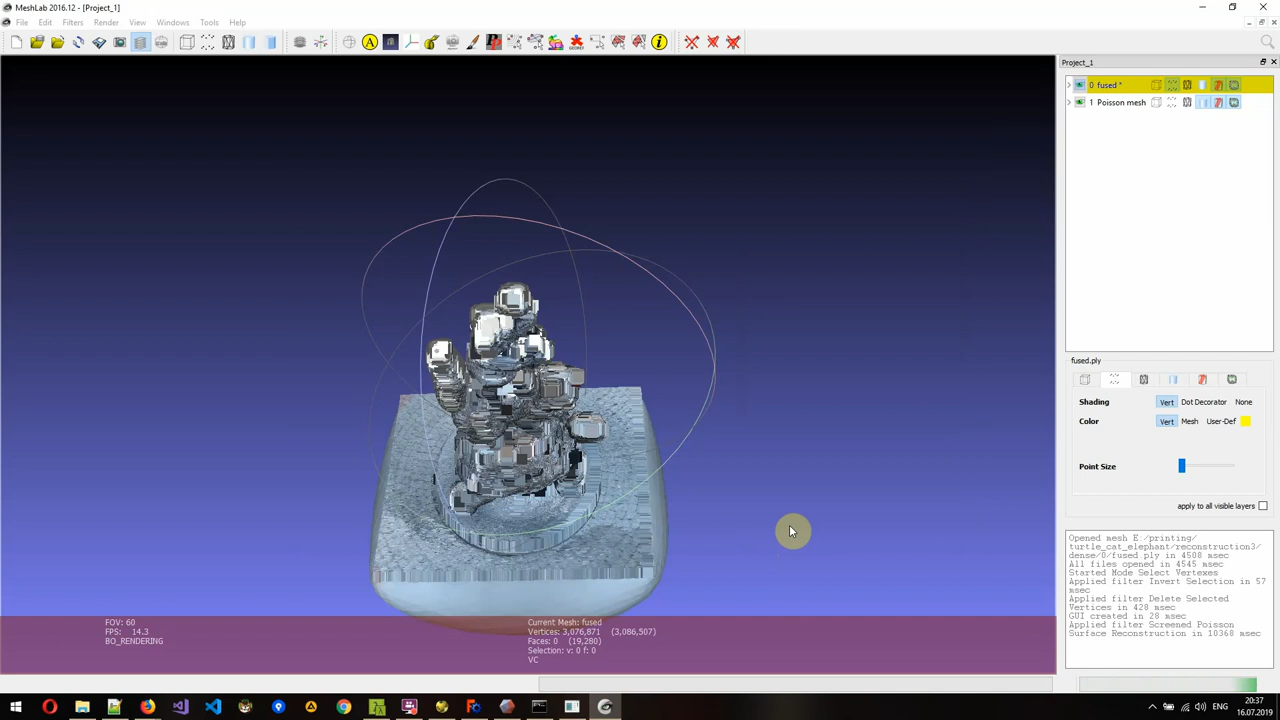 MeshLab 2016.12 - [Project_1]
File Edit Filters Render View Windows Tools Help
Project_1
0 fused *
1 Poisson mesh
fused.ply
Shading Vert Dot Decorator None
Color Vert Mesh User-Def
Point Size
apply to all visible layers
Opened mesh E:/printing/
turtle_cat_elephant/reconstruction3/
dense/0/fused.ply in 4508 msec
All files opened in 4545 msec
Started Mode Select Vertexes
Applied filter Invert Selection in 57
msec
Applied filter Delete Selected
Vertices in 428 msec
GUI created in 28 msec
Applied filter Screened Poisson
Surface Reconstruction in 10368 msec
FOV: 60
FPS: 14.3
BO_RENDERING
Current Mesh: fused
Vertices: 3,076,871 (3,086,507)
Faces: 0 (19,280)
Selection: v: 0 f: 0
VC
ENG
20:37
16.07.2019